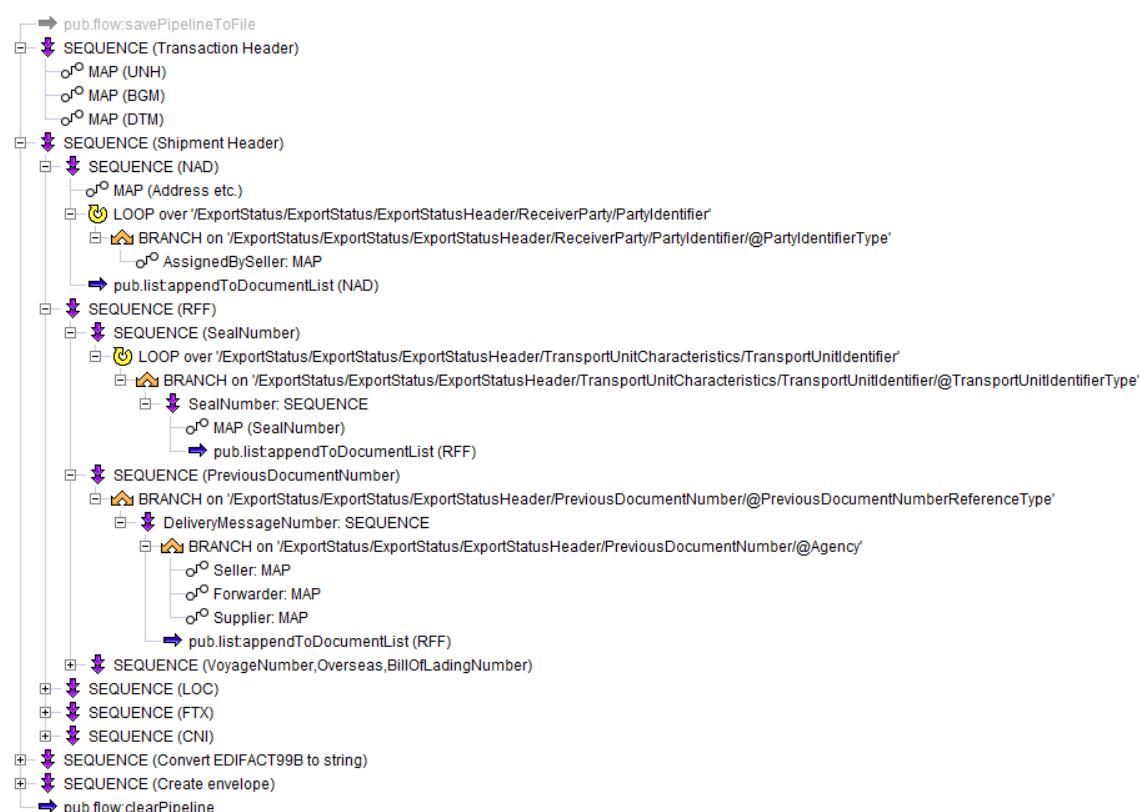 pub.flow:savePipelineToFile
SEQUENCE (Transaction Header)
MAP (UNH)
MAP (BGM)
MAP (DTM)
SEQUENCE (Shipment Header)
SEQUENCE (NAD)
MAP (Address etc.)
LOOP over '/ExportStatus/ExportStatus/ExportStatusHeader/ReceiverParty/PartyIdentifier'
BRANCH on '/ExportStatus/ExportStatus/ExportStatusHeader/ReceiverParty/PartyIdentifier/@PartyIdentifierType'
AssignedBySeller: MAP
pub.list:appendToDocumentList (NAD)
SEQUENCE (RFF)
SEQUENCE (SealNumber)
LOOP over '/ExportStatus/ExportStatus/ExportStatusHeader/TransportUnitCharacteristics/TransportUnitIdentifier'
BRANCH on '/ExportStatus/ExportStatus/ExportStatusHeader/TransportUnitCharacteristics/TransportUnitIdentifier/@TransportUnitIdentifierType'
SealNumber: SEQUENCE
MAP (SealNumber)
pub.list:appendToDocumentList (RFF)
SEQUENCE (PreviousDocumentNumber)
BRANCH on '/ExportStatus/ExportStatus/ExportStatusHeader/PreviousDocumentNumber/@PreviousDocumentNumberReferenceType'
DeliveryMessageNumber: SEQUENCE
BRANCH on '/ExportStatus/ExportStatus/ExportStatusHeader/PreviousDocumentNumber/@Agency'
Seller: MAP
Forwarder: MAP
Supplier: MAP
pub.list:appendToDocumentList (RFF)
SEQUENCE (VoyageNumber,Overseas,BillOfLadingNumber)
SEQUENCE (LOC)
SEQUENCE (FTX)
SEQUENCE (CNI)
SEQUENCE (Convert EDIFACT99B to string)
SEQUENCE (Create envelope)
pub.flow:clearPipeline